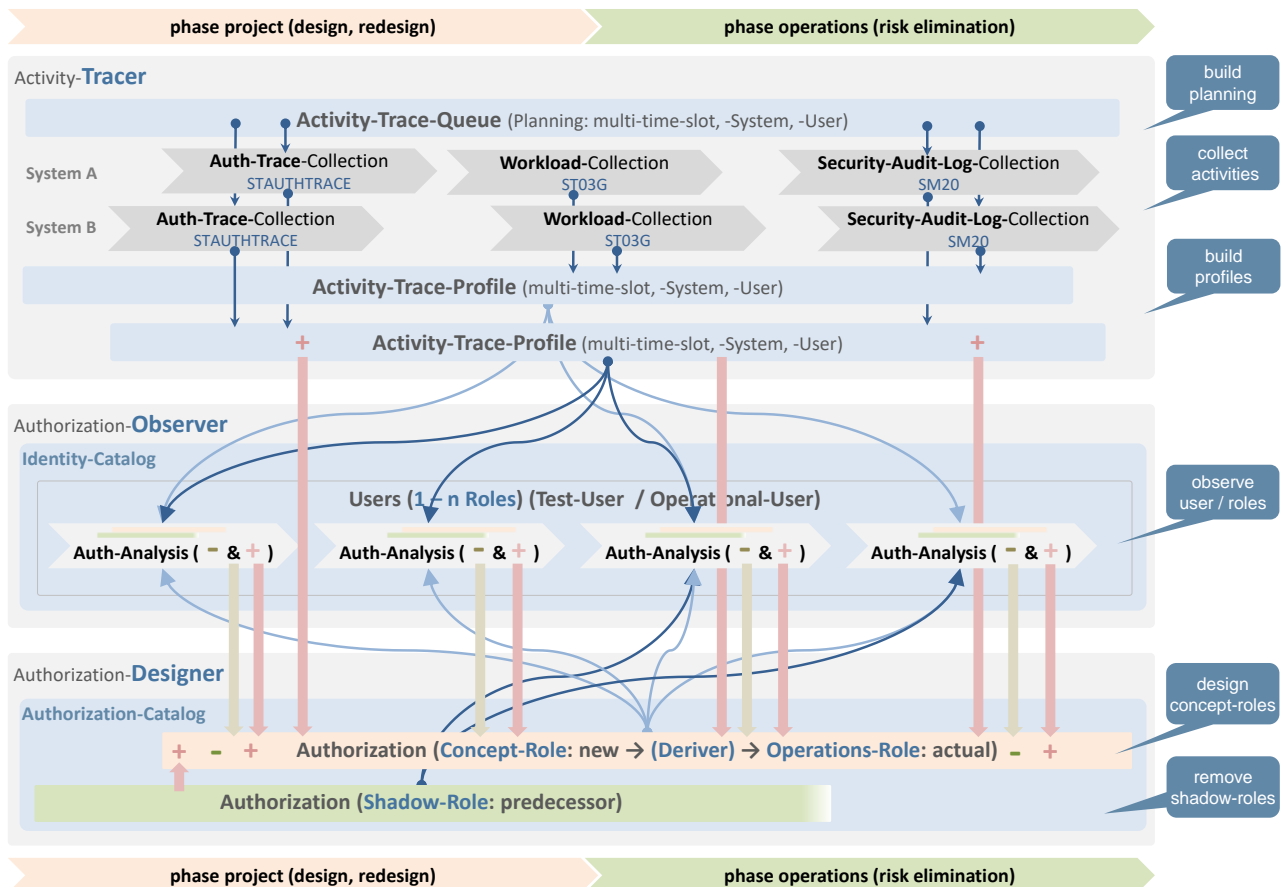 phase project (design, redesign)
phase operations (risk elimination)
Activity-Tracer
build planning
Activity-Trace-Queue (Planning: multi-time-slot, -System, -User)
System A
Auth-Trace-Collection
STAUTHTRACE
Workload-Collection
ST03G
Security-Audit-Log-Collection
SM20
collect activities
System B
Auth-Trace-Collection
STAUTHTRACE
Workload-Collection
ST03G
Security-Audit-Log-Collection
SM20
build profiles
Activity-Trace-Profile (multi-time-slot, -System, -User)
+ Activity-Trace-Profile (multi-time-slot, -System, -User) +
Authorization-Observer
Identity-Catalog
Users (1 – n Roles) (Test-User / Operational-User)
observe user / roles
Auth-Analysis ( - & + )
Auth-Analysis ( - & + )
Auth-Analysis ( - & + )
Auth-Analysis ( - & + )
Authorization-Designer
design concept-roles
Authorization-Catalog
+ - + Authorization (Concept-Role: new → (Deriver) → Operations-Role: actual) - +
remove shadow-roles
Authorization (Shadow-Role: predecessor)
phase project (design, redesign)
phase operations (risk elimination)